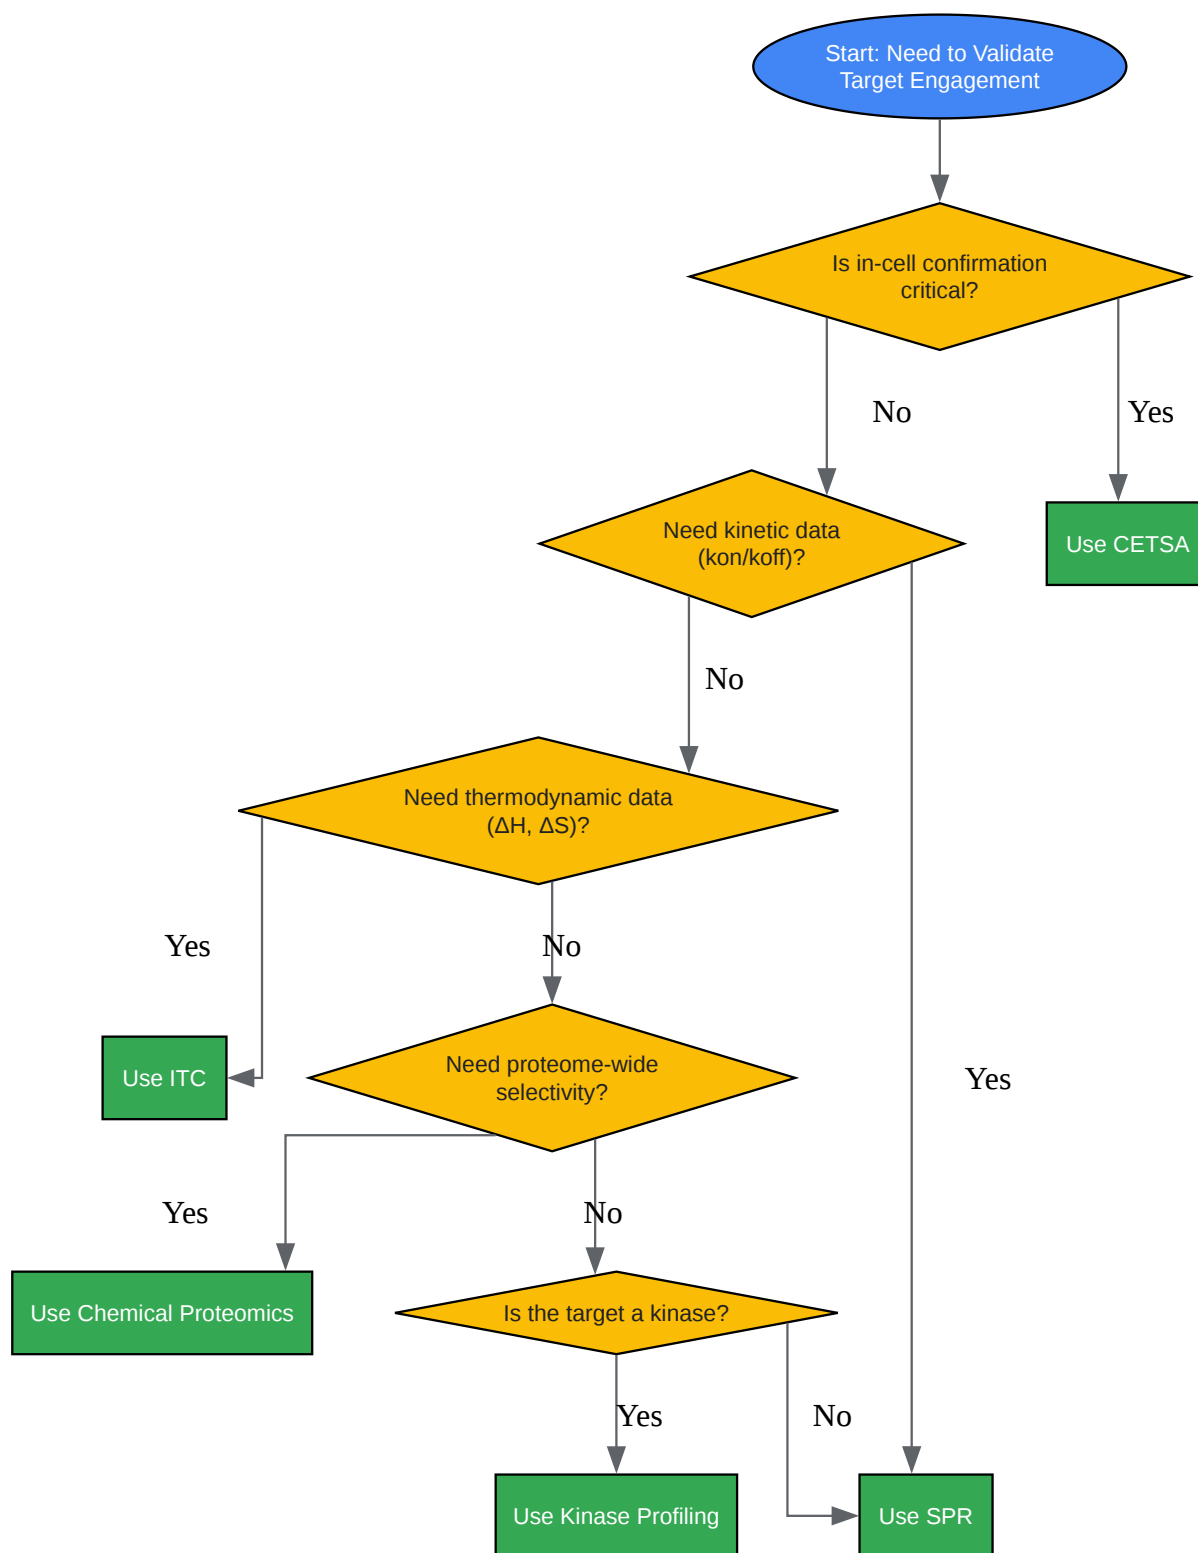 Start: Need to Validate
Target Engagement
Is in-cell confirmation
critical?
No
Yes
Need kinetic data
(kon/koff)?
Use CETSA
No
Need thermodynamic data
(ΔH, ΔS)?
Yes
No
Use ITC
Need proteome-wide
selectivity?
Yes
Yes
No
Use Chemical Proteomics
Is the target a kinase?
Yes
No
Use Kinase Profiling
Use SPR